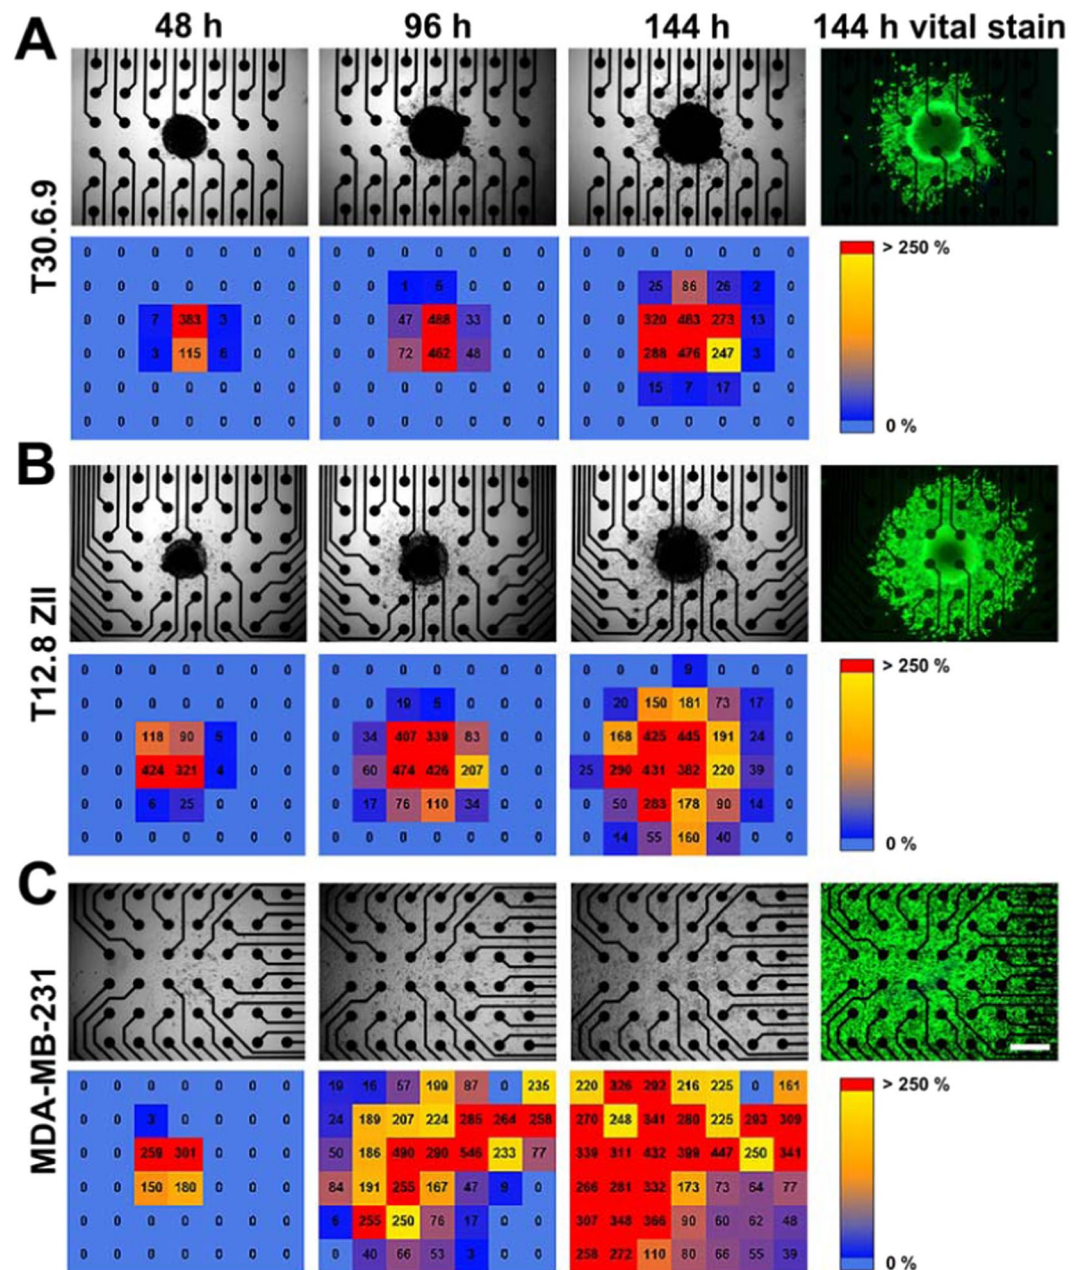 A 48 h 96 h 144 h 144 h vital stain
T30.6.9
0 0 0 0 0 0 0 0 0 0 0 0 0 0 0 0 0 0 0 0 0 > 250 %
0 0 0 0 0 0 0 0 0 1 5 0 0 0 0 0 25 86 26 2 0
0 0 7 383 3 0 0 0 0 47 488 33 0 0 0 0 320 483 273 13 0
0 0 3 115 6 0 0 0 0 72 462 48 0 0 0 0 288 476 247 3 0
0 0 0 0 0 0 0 0 0 0 0 0 0 0 0 0 15 7 17 0 0
0 0 0 0 0 0 0 0 0 0 0 0 0 0 0 0 0 0 0 0 0 0 %
B
T12.8 ZII
0 0 0 0 0 0 0 0 0 0 0 0 0 0 0 0 0 9 0 0 0 > 250 %
0 0 0 0 0 0 0 0 0 19 5 0 0 0 0 20 150 181 73 17 0
0 0 118 90 5 0 0 0 34 407 339 83 0 0 0 168 425 445 191 24 0
0 0 424 321 4 0 0 0 60 474 426 207 0 0 25 290 431 382 220 39 0
0 0 6 25 0 0 0 0 17 76 110 34 0 0 0 50 283 178 90 14 0
0 0 0 0 0 0 0 0 0 0 0 0 0 0 0 14 55 160 40 0 0 0 %
C
MDA-MB-231
0 0 0 0 0 0 0 19 16 57 199 87 0 235 220 326 292 216 225 0 161 > 250 %
0 0 3 0 0 0 0 24 189 207 224 285 264 258 270 248 341 280 225 293 309
0 0 259 301 0 0 0 50 186 490 290 546 233 77 339 311 432 399 447 250 341
0 0 150 180 0 0 0 84 191 255 167 47 9 0 266 281 332 173 73 64 77
0 0 0 0 0 0 0 6 255 250 76 17 0 0 307 348 366 90 60 62 48
0 0 0 0 0 0 0 0 40 66 53 3 0 0 258 272 110 80 66 55 39 0 %